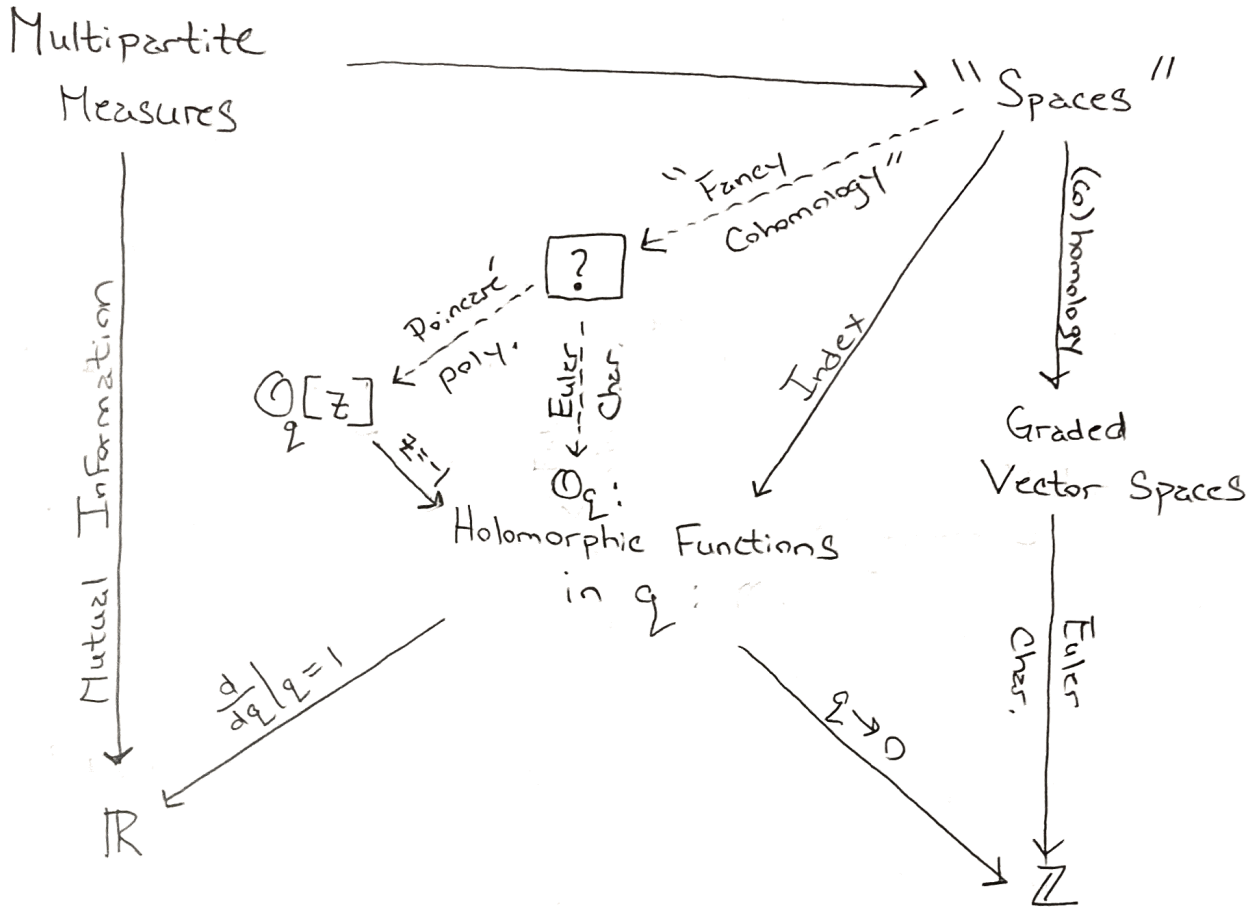 Multipartite
Measures
" Spaces "
"Fancy
Cohomology"
(co)homology
?
Poincaré
poly.
Index
Mutual Information
O_q[z]
Euler
Char.
z=-1
Graded
Vector Spaces
O_q:
Holomorphic Functions
in q :
d/dq|q=1
q→0
Euler
Char.
ℝ
ℤ